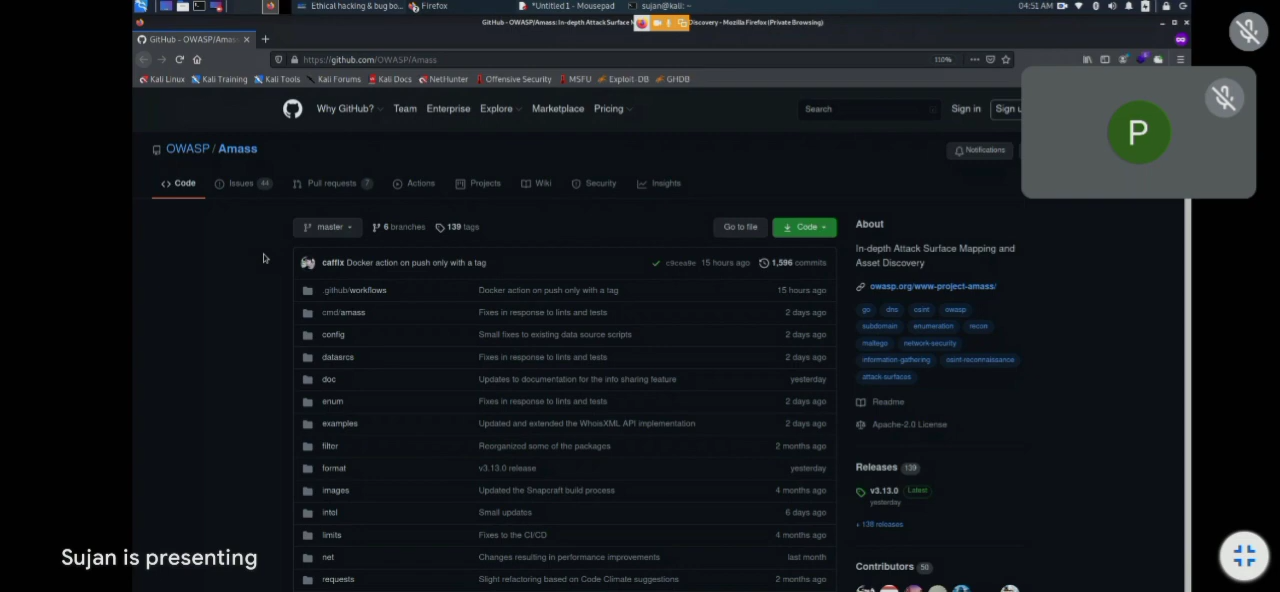 Ethical hacking & bug bo... Firefox *Untitled 1 - Mousepad sujan@kali: ~ 04:51 AM
GitHub - OWASP/Amass: In-depth Attack Surface Discovery - Mozilla Firefox (Private Browsing)
GitHub - OWASP/Amass
https://github.com/OWASP/Amass 110%
Kali Linux Kali Training Kali Tools Kali Forums Kali Docs NetHunter Offensive Security MSFU Exploit-DB GHDB
Why GitHub? Team Enterprise Explore Marketplace Pricing Search Sign in Sign u
P
OWASP / Amass Notifications
Code Issues 44 Pull requests 7 Actions Projects Wiki Security Insights
master 6 branches 139 tags Go to file Code
About
In-depth Attack Surface Mapping and
Asset Discovery
owasp.org/www-project-amass/
go dns osint owasp
subdomain enumeration recon
maltego network-security
information-gathering osint-reconnaissance
attack-surfaces
Readme
Apache-2.0 License
Releases 139
v3.13.0 Latest
yesterday
+ 138 releases
Contributors 50
caffix Docker action on push only with a tag c9cea8e 15 hours ago 1,596 commits
.github/workflows Docker action on push only with a tag 15 hours ago
cmd/amass Fixes in response to lints and tests 2 days ago
config Small fixes to existing data source scripts 2 days ago
datasrcs Fixes in response to lints and tests 2 days ago
doc Updates to documentation for the info sharing feature yesterday
enum Fixes in response to lints and tests 2 days ago
examples Updated and extended the WhoisXML API implementation 2 days ago
filter Reorganized some of the packages 2 months ago
format v3.13.0 release yesterday
images Updated the Snapcraft build process 4 months ago
intel Small updates 6 days ago
limits Fixes to the CI/CD 4 months ago
net Changes resulting in performance improvements last month
requests Slight refactoring based on Code Climate suggestions 2 months ago
Sujan is presenting